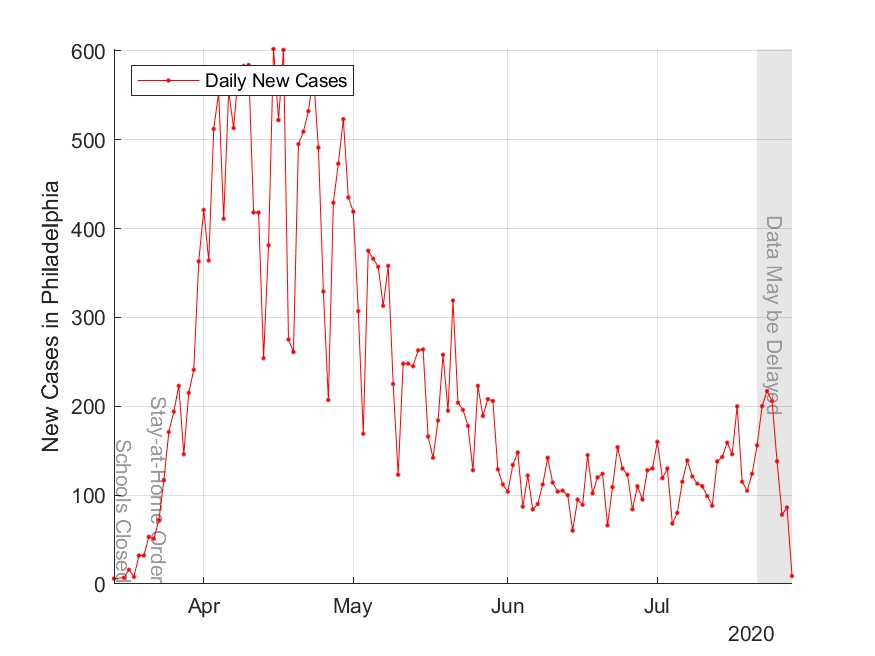 600
Daily New Cases
500
400
300
200
100
0
New Cases in Philadelphia
Schools Closed
Stay-at-Home Order
Data May be Delayed
Apr
May
Jun
Jul
2020